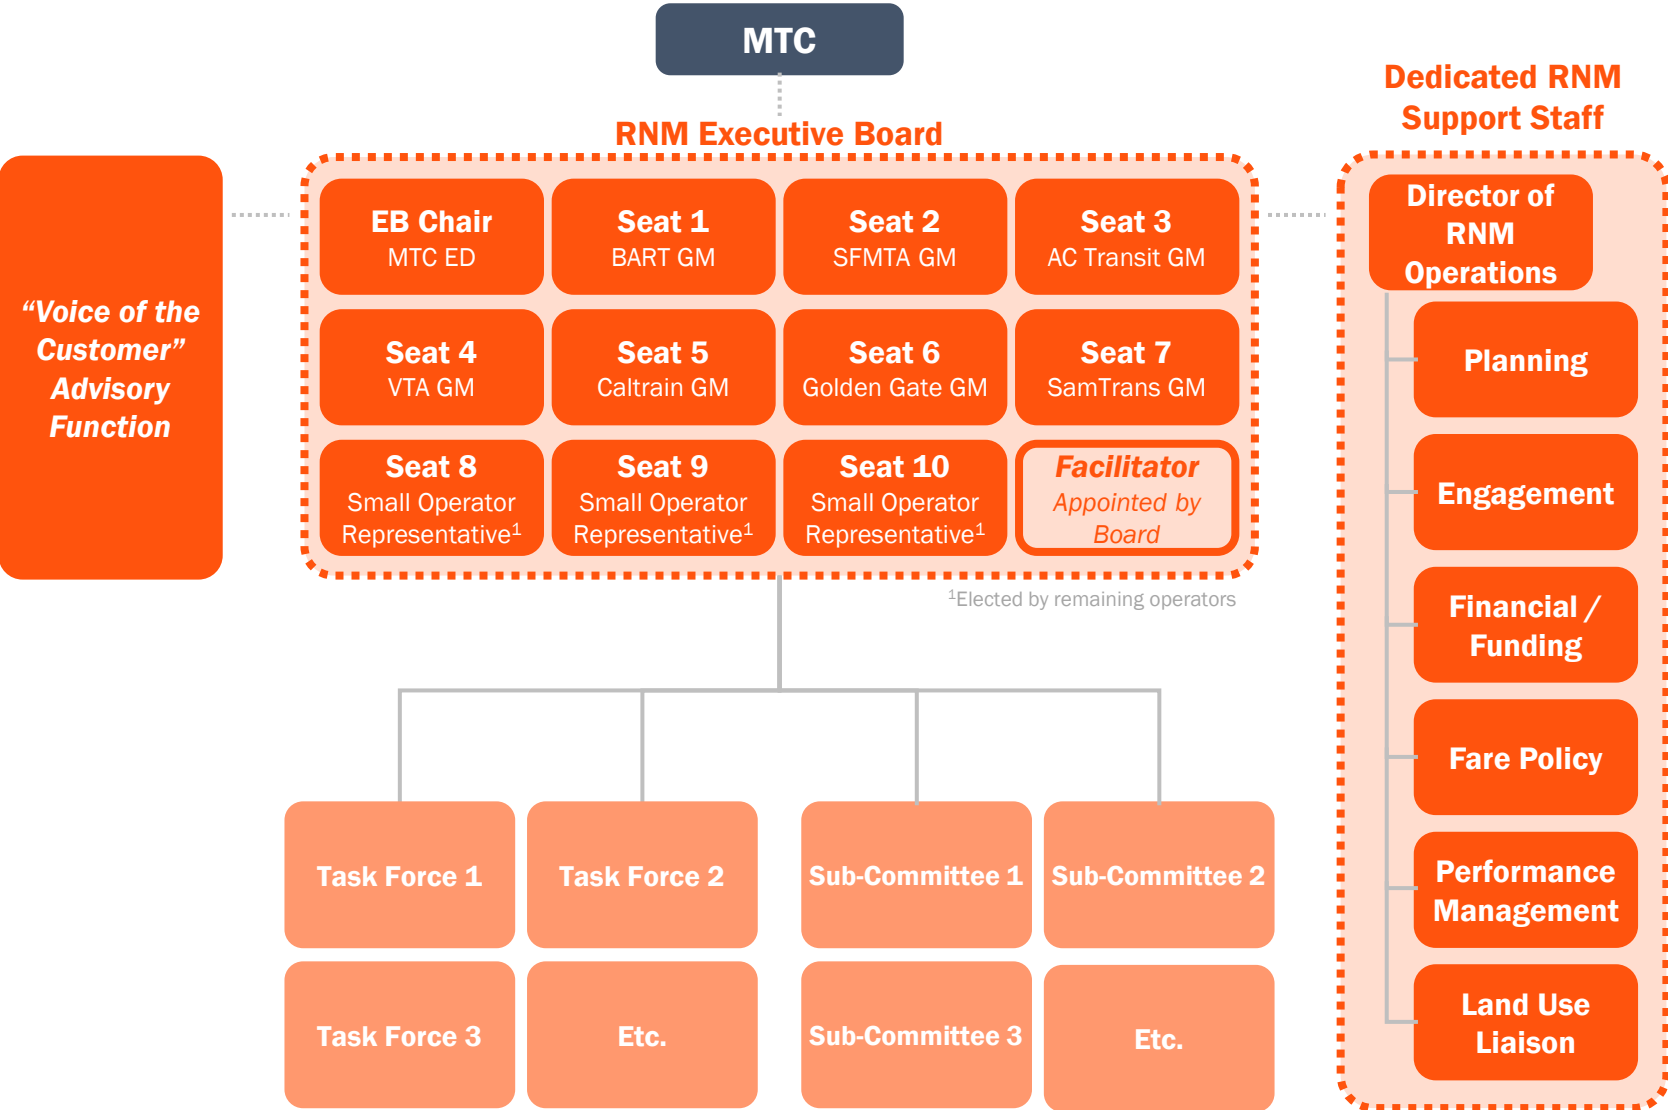 MTC
Dedicated RNM
Support Staff
RNM Executive Board
“Voice of the
Customer”
Advisory
Function
EB Chair
MTC ED
Seat 1
BART GM
Seat 2
SFMTA GM
Seat 3
AC Transit GM
Seat 4
VTA GM
Seat 5
Caltrain GM
Seat 6
Golden Gate GM
Seat 7
SamTrans GM
Seat 8
Small Operator
Representative¹
Seat 9
Small Operator
Representative¹
Seat 10
Small Operator
Representative¹
Facilitator
Appointed by
Board
¹Elected by remaining operators
Task Force 1
Task Force 2
Sub-Committee 1
Sub-Committee 2
Task Force 3
Etc.
Sub-Committee 3
Etc.
Director of
RNM
Operations
Planning
Engagement
Financial /
Funding
Fare Policy
Performance
Management
Land Use
Liaison